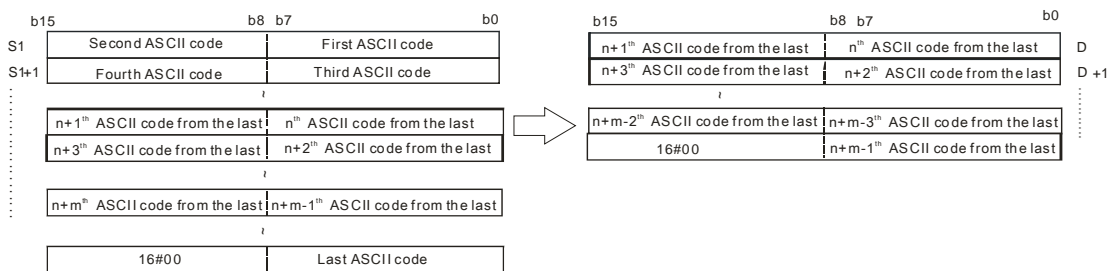 b15 b8 b7 b0
S1 Second ASCII code First ASCII code
S1+1 Fourth ASCII code Third ASCII code
n+1th ASCII code from the last nth ASCII code from the last
n+3th ASCII code from the last n+2th ASCII code from the last
n+mth ASCII code from the last n+m-1th ASCII code from the last
16#00 Last ASCII code
b15 b8 b7 b0
n+1th ASCII code from the last nth ASCII code from the last D
n+3th ASCII code from the last n+2th ASCII code from the last D +1
n+m-2th ASCII code from the last n+m-3th ASCII code from the last
16#00 n+m-1th ASCII code from the last